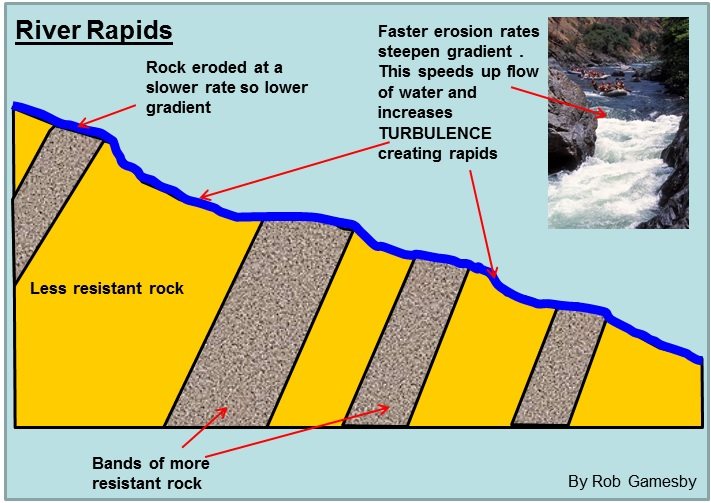 River Rapids
Rock eroded at a
slower rate so lower
gradient
Faster erosion rates
steepen gradient .
This speeds up flow
of water and
increases
TURBULENCE
creating rapids
Less resistant rock
Bands of more
resistant rock
By Rob Gamesby